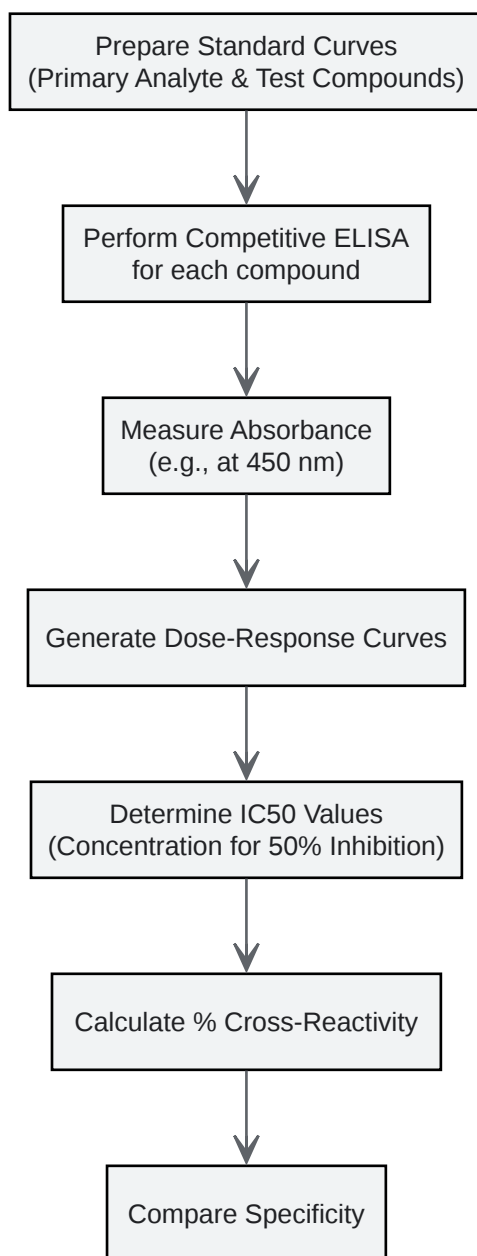 Prepare Standard Curves
(Primary Analyte & Test Compounds)
Perform Competitive ELISA
for each compound
Measure Absorbance
(e.g., at 450 nm)
Generate Dose-Response Curves
Determine IC50 Values
(Concentration for 50% Inhibition)
Calculate % Cross-Reactivity
Compare Specificity